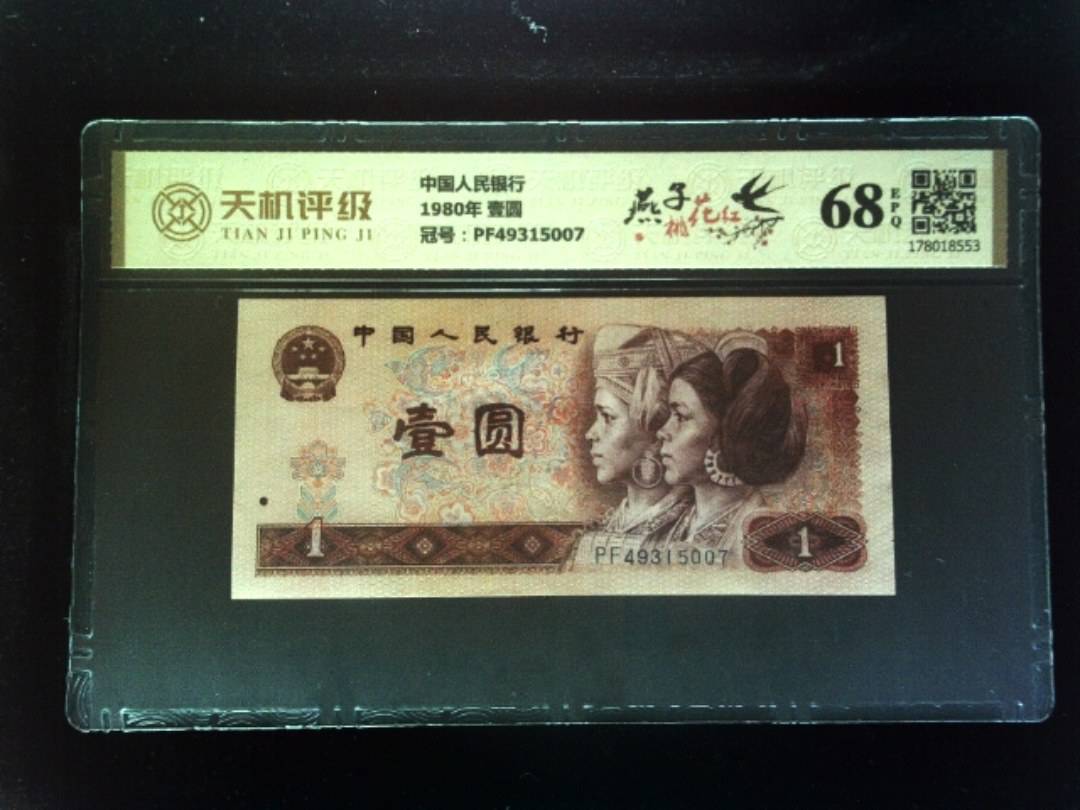 天机评级
TIAN JI PING JI
中国人民银行
1980年 壹圆
冠号：PF49315007
燕子
桃花红
68
EPQ
178018553
中国人民银行
1
壹圆
1
PF49315007
1